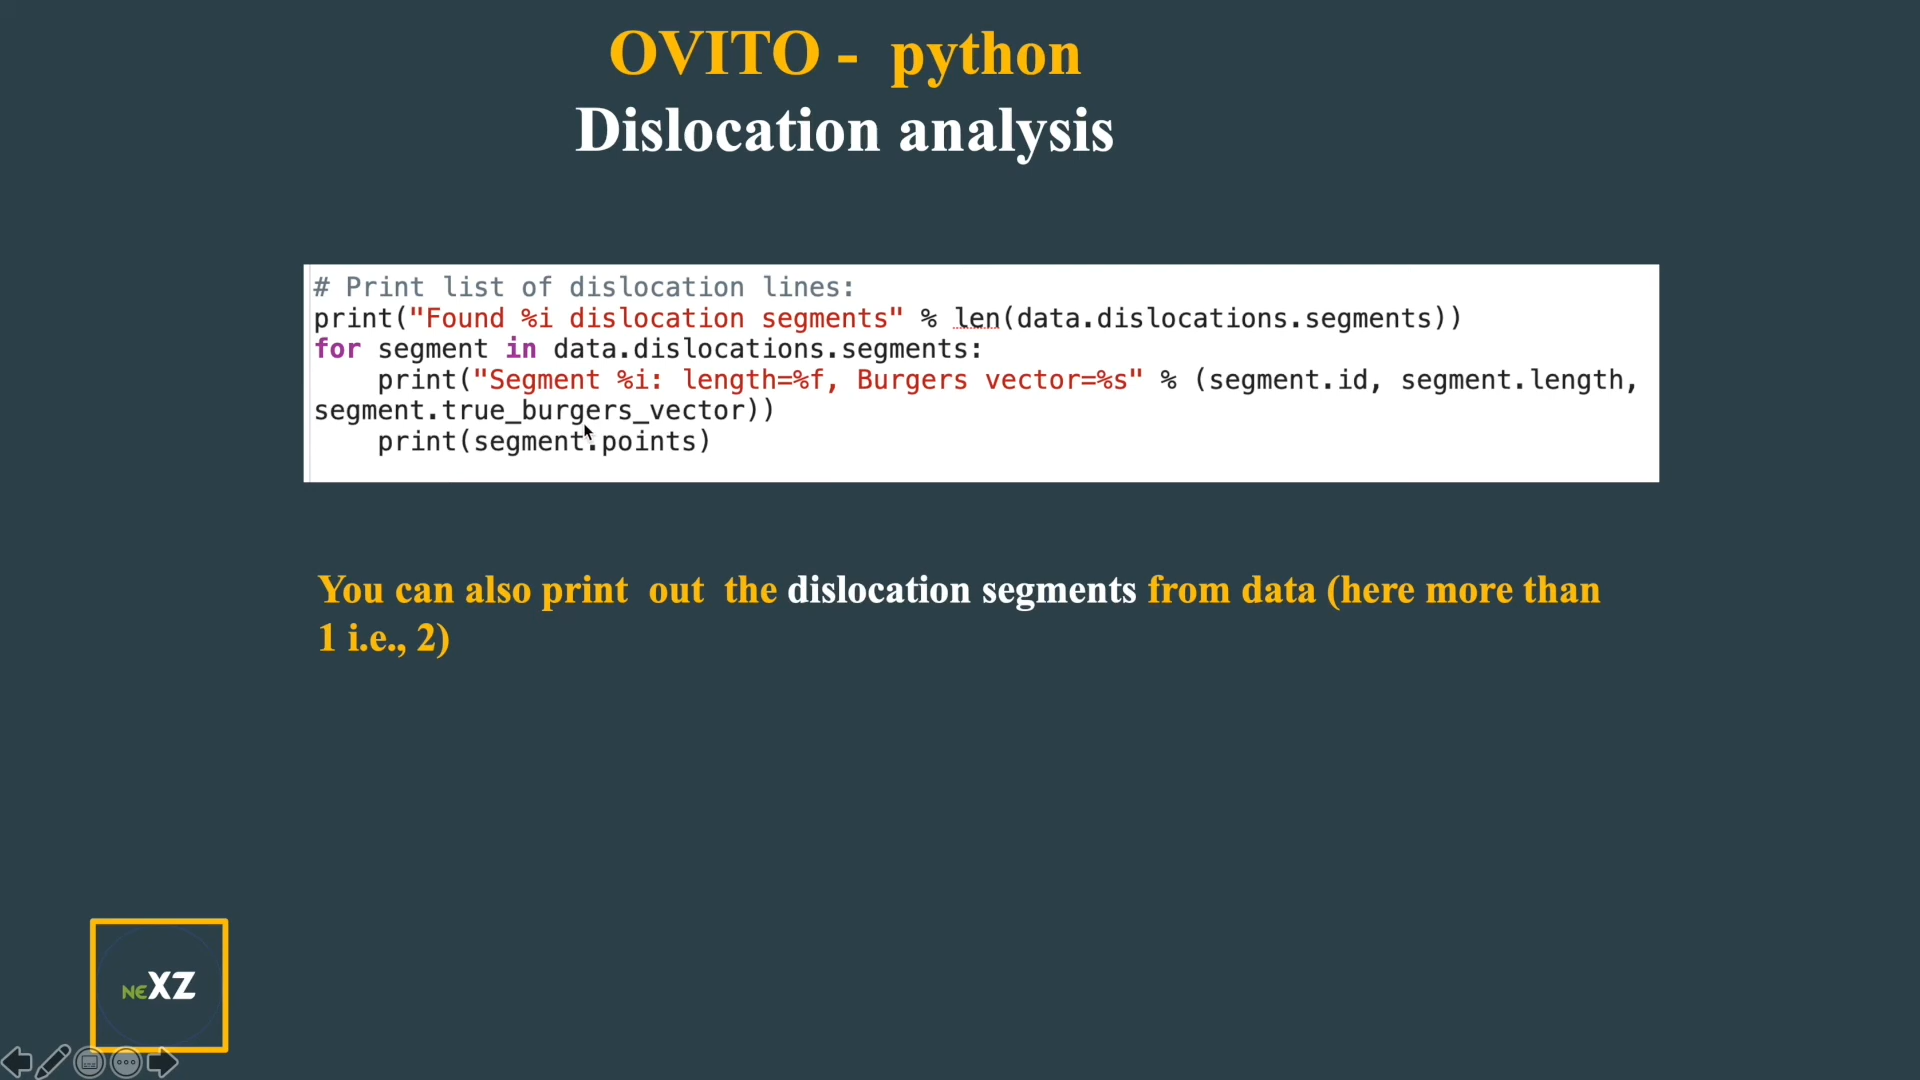 OVITO - python
Dislocation analysis
# Print list of dislocation lines:
print("Found %i dislocation segments" % len(data.dislocations.segments))
for segment in data.dislocations.segments:
    print("Segment %i: length=%f, Burgers vector=%s" % (segment.id, segment.length,
segment.true_burgers_vector))
    print(segment.points)
You can also print out the dislocation segments from data (here more than
1 i.e., 2)
NEXZ